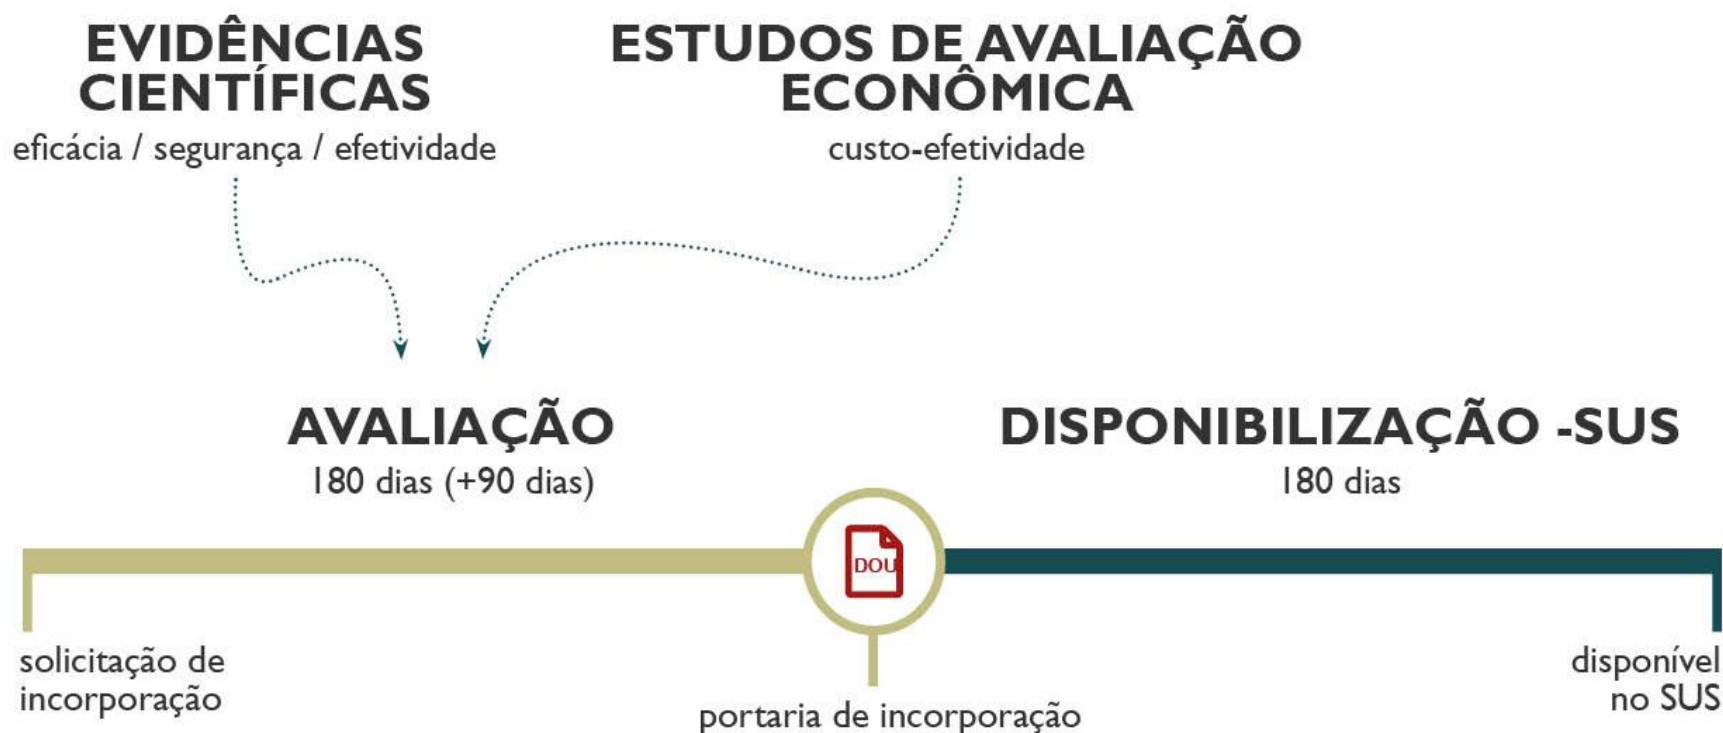 EVIDÊNCIAS
CIENTÍFICAS
eficácia / segurança / efetividade
ESTUDOS DE AVALIAÇÃO
ECONÔMICA
custo-efetividade
AVALIAÇÃO
180 dias (+90 dias)
DISPONIBILIZAÇÃO -SUS
180 dias
DOU
solicitação de
incorporação
portaria de incorporação
disponível
no SUS